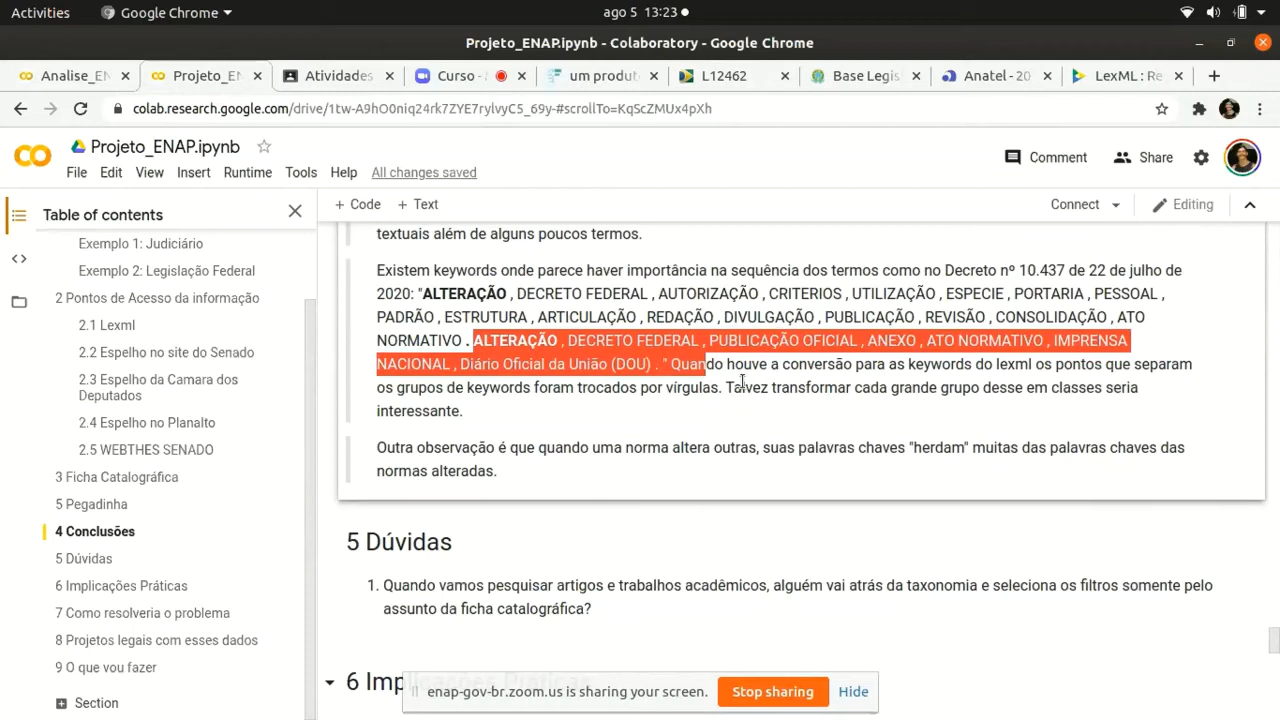 Activities
Google Chrome
ago 5 13:23
Projeto_ENAP.ipynb - Colaboratory - Google Chrome
Analise_EN
Projeto_EN
Atividades
Curso -
um produt
L12462
Base Legis
Anatel - 20
LexML : Re
colab.research.google.com/drive/1tw-A9hO0niq24rk7ZYE7rylvyC5_69y-#scrollTo=KqScZMUx4pXh
Projeto_ENAP.ipynb
Comment
Share
File Edit View Insert Runtime Tools Help All changes saved
Table of contents
+ Code + Text
Connect
Editing
Exemplo 1: Judiciário
Exemplo 2: Legislação Federal
2 Pontos de Acesso da informação
2.1 Lexml
2.2 Espelho no site do Senado
2.3 Espelho da Camara dos
Deputados
2.4 Espelho no Planalto
2.5 WEBTHES SENADO
3 Ficha Catalográfica
5 Pegadinha
4 Conclusões
5 Dúvidas
6 Implicações Práticas
7 Como resolveria o problema
8 Projetos legais com esses dados
9 O que vou fazer
Section
textuais além de alguns poucos termos.
Existem keywords onde parece haver importância na sequência dos termos como no Decreto nº 10.437 de 22 de julho de
2020: "ALTERAÇÃO , DECRETO FEDERAL , AUTORIZAÇÃO , CRITERIOS , UTILIZAÇÃO , ESPECIE , PORTARIA , PESSOAL ,
PADRÃO , ESTRUTURA , ARTICULAÇÃO , REDAÇÃO , DIVULGAÇÃO , PUBLICAÇÃO , REVISÃO , CONSOLIDAÇÃO , ATO
NORMATIVO . ALTERAÇÃO , DECRETO FEDERAL , PUBLICAÇÃO OFICIAL , ANEXO , ATO NORMATIVO , IMPRENSA
NACIONAL , Diário Oficial da União (DOU) . " Quando houve a conversão para as keywords do lexml os pontos que separam
os grupos de keywords foram trocados por vírgulas. Talvez transformar cada grande grupo desse em classes seria
interessante.
Outra observação é que quando uma norma altera outras, suas palavras chaves "herdam" muitas das palavras chaves das
normas alteradas.
5 Dúvidas
1. Quando vamos pesquisar artigos e trabalhos acadêmicos, alguém vai atrás da taxonomia e seleciona os filtros somente pelo
assunto da ficha catalográfica?
6 Imp
enap-gov-br.zoom.us is sharing your screen.
Stop sharing
Hide